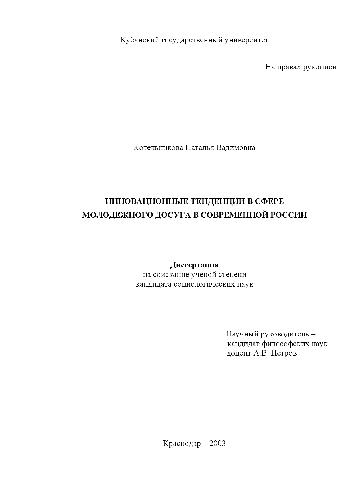 Кубанский государственный университет
На правах рукописи
Котельникова Наталья Вадимовна
ИННОВАЦИОННЫЕ ТЕНДЕНЦИИ В СФЕРЕ
МОЛОДЕЖНОГО ДОСУГА В СОВРЕМЕННОЙ РОССИИ
Диссертация
на соискание ученой степени
кандидата социологических наук
Научный руководитель –
кандидат философских наук
доцент А.В. Петров
Краснодар – 2003